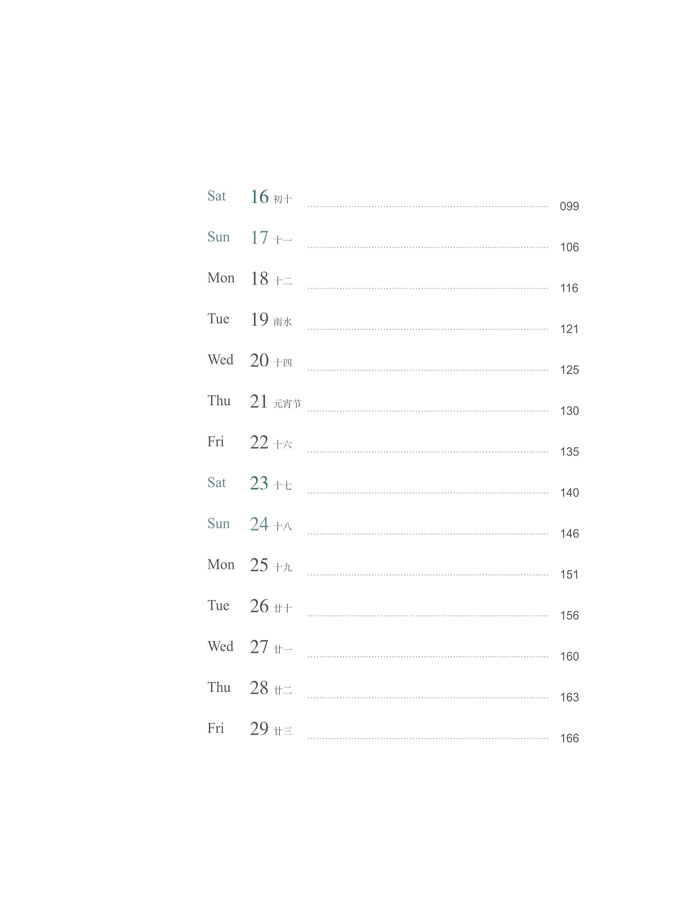 Sat 16 初十 099
Sun 17 十一 106
Mon 18 十二 116
Tue 19 雨水 121
Wed 20 十四 125
Thu 21 元宵节 130
Fri 22 十六 135
Sat 23 十七 140
Sun 24 十八 146
Mon 25 十九 151
Tue 26 廿十 156
Wed 27 廿一 160
Thu 28 廿二 163
Fri 29 廿三 166